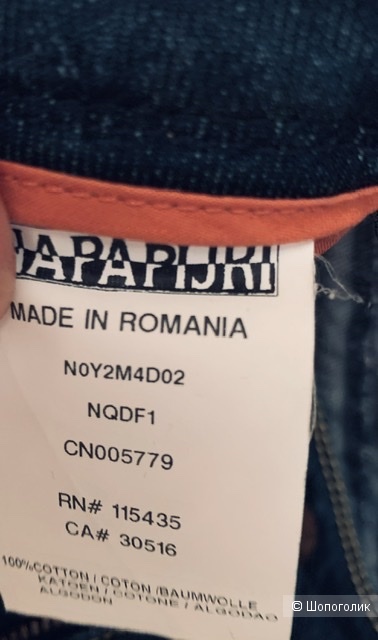 NAPAPIJRI
MADE IN ROMANIA
N0Y2M4D02
NQDF1
CN005779
RN# 115435
CA# 30516
100%COTTON / COTON /BAUMWOLLE
KATOEN / COTONE / ALGODAO
ALGODON
© Шопоголик